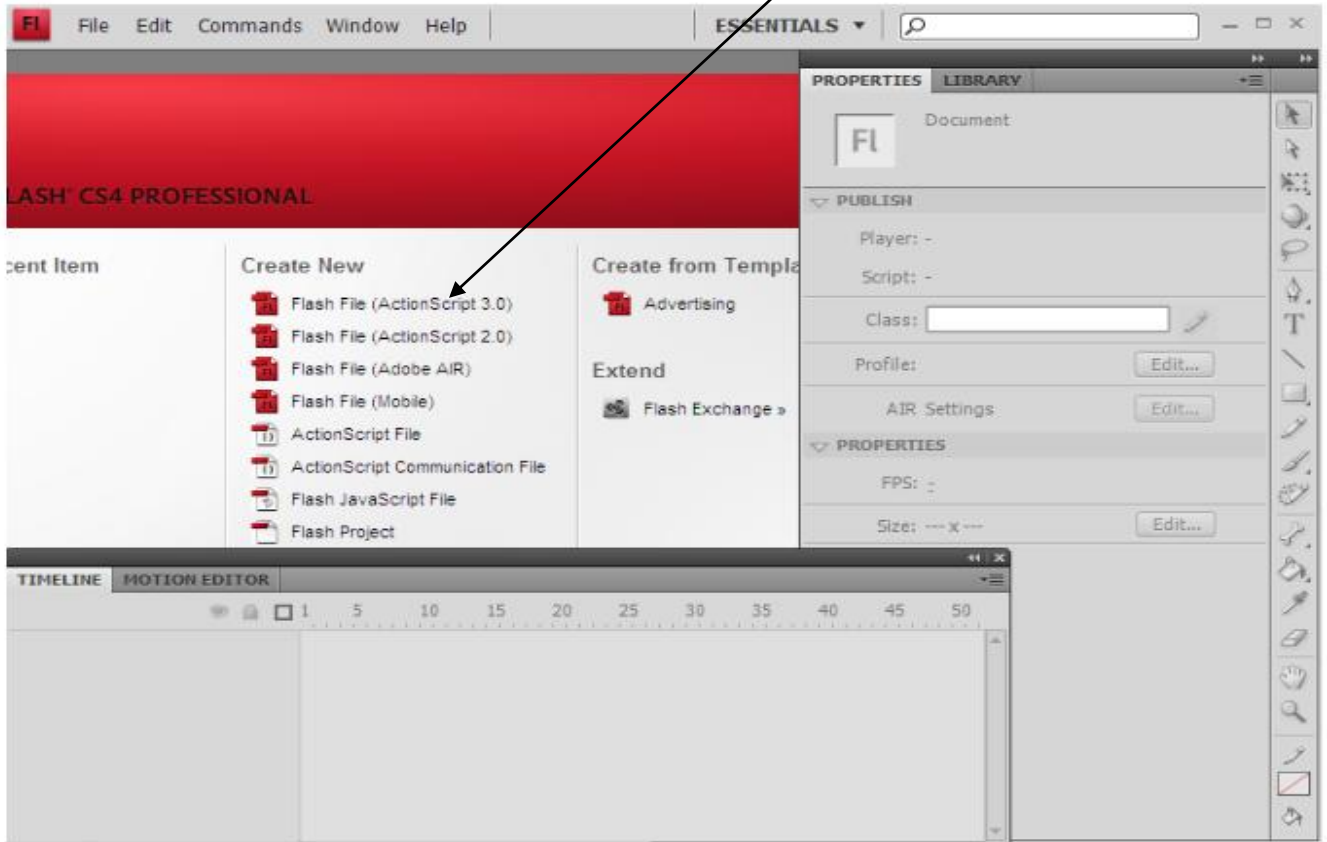 Fl File Edit Commands Window Help ESSENTIALS
PROPERTIES LIBRARY
Fl Document
LASH® CS4 PROFESSIONAL
PUBLISH
Player: -
Script: -
Class:
Profile: Edit...
AIR Settings Edit...
PROPERTIES
FPS: -
Size: --- x --- Edit...
cent Item
Create New
Flash File (ActionScript 3.0)
Flash File (ActionScript 2.0)
Flash File (Adobe AIR)
Flash File (Mobile)
ActionScript File
ActionScript Communication File
Flash JavaScript File
Flash Project
Create from Templa
Advertising
Extend
Flash Exchange »
TIMELINE MOTION EDITOR
1 5 10 15 20 25 30 35 40 45 50
T